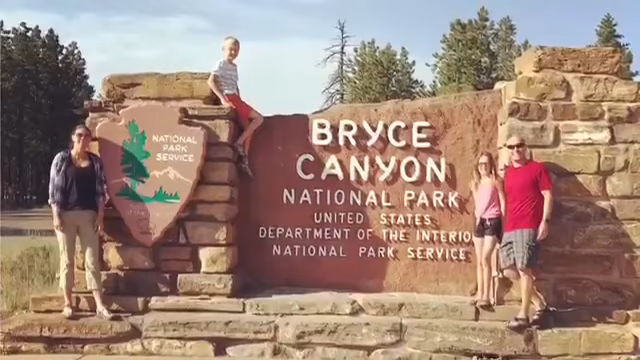 NATIONAL
PARK
SERVICE
BRYCE
CANYON
NATIONAL PARK
UNITED STATES
DEPARTMENT OF THE INTERIO
NATIONAL PARK SERVICE